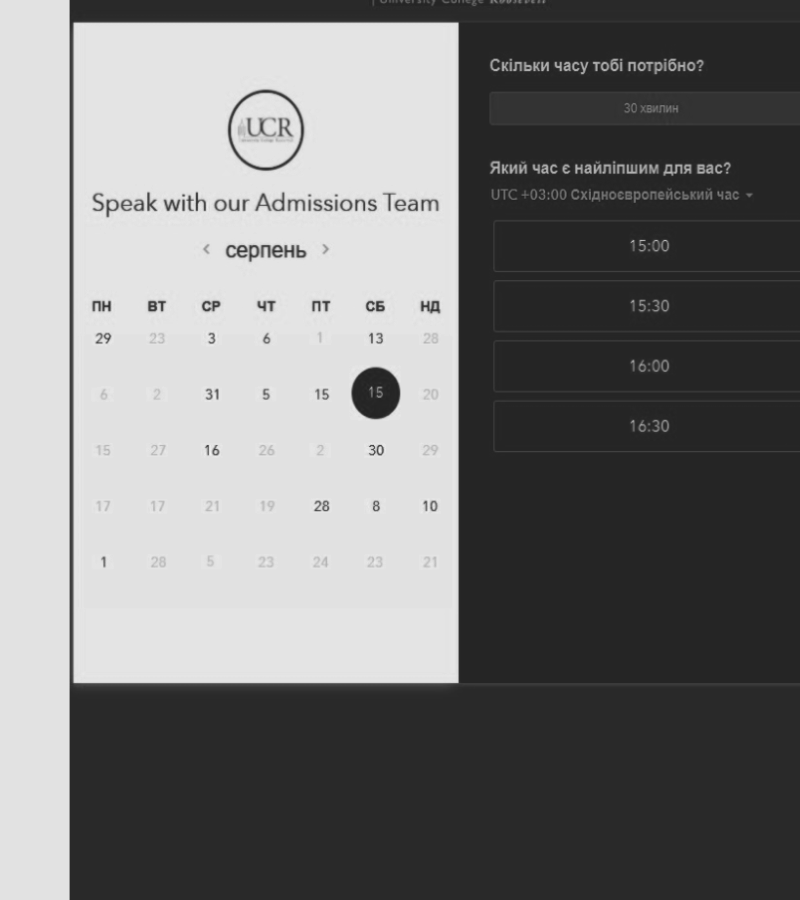 University College
UCR
Speak with our Admissions Team
< серпень >
ПН ВТ СР ЧТ ПТ СБ НД
29 23 3 6 1 13 28
6 2 31 5 15 15 20
15 27 16 26 2 30 29
17 17 21 19 28 8 10
1 28 5 23 24 23 21
Скільки часу тобі потрібно?
30 хвилин
Який час є найліпшим для вас?
UTC +03:00 Східноєвропейський час
15:00
15:30
16:00
16:30